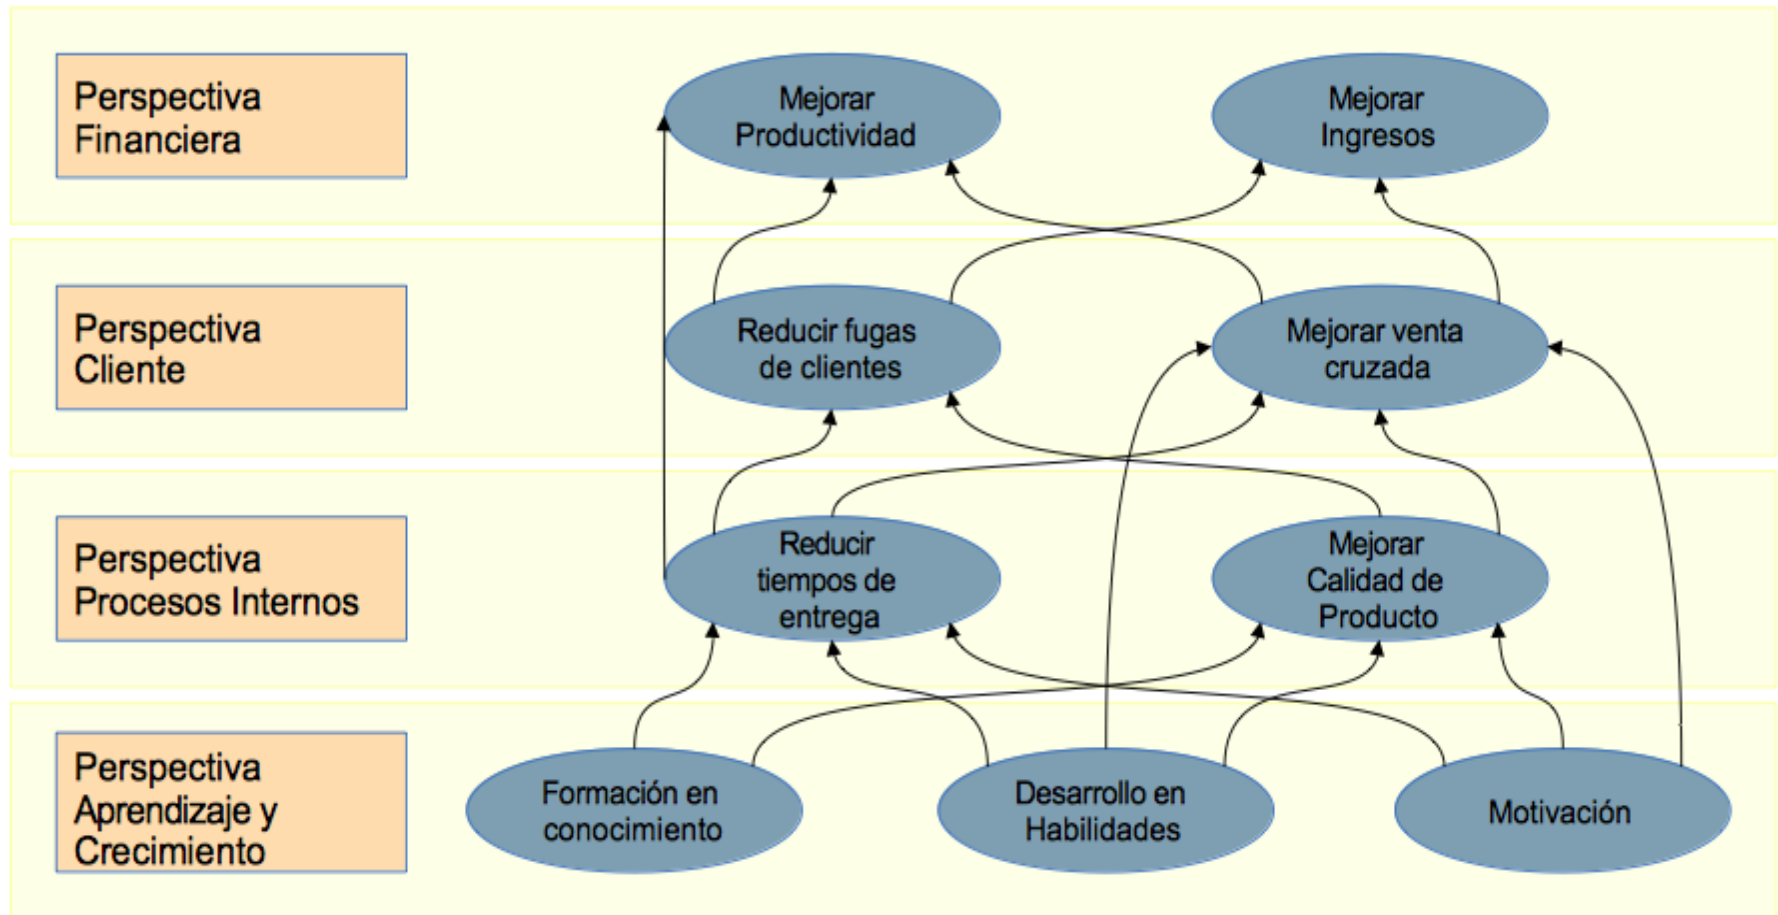 Perspectiva
Financiera
Mejorar
Productividad
Mejorar
Ingresos
Perspectiva
Cliente
Reducir fugas
de clientes
Mejorar venta
cruzada
Perspectiva
Procesos Internos
Reducir
tiempos de
entrega
Mejorar
Calidad de
Producto
Perspectiva
Aprendizaje y
Crecimiento
Formación en
conocimiento
Desarrollo en
Habilidades
Motivación